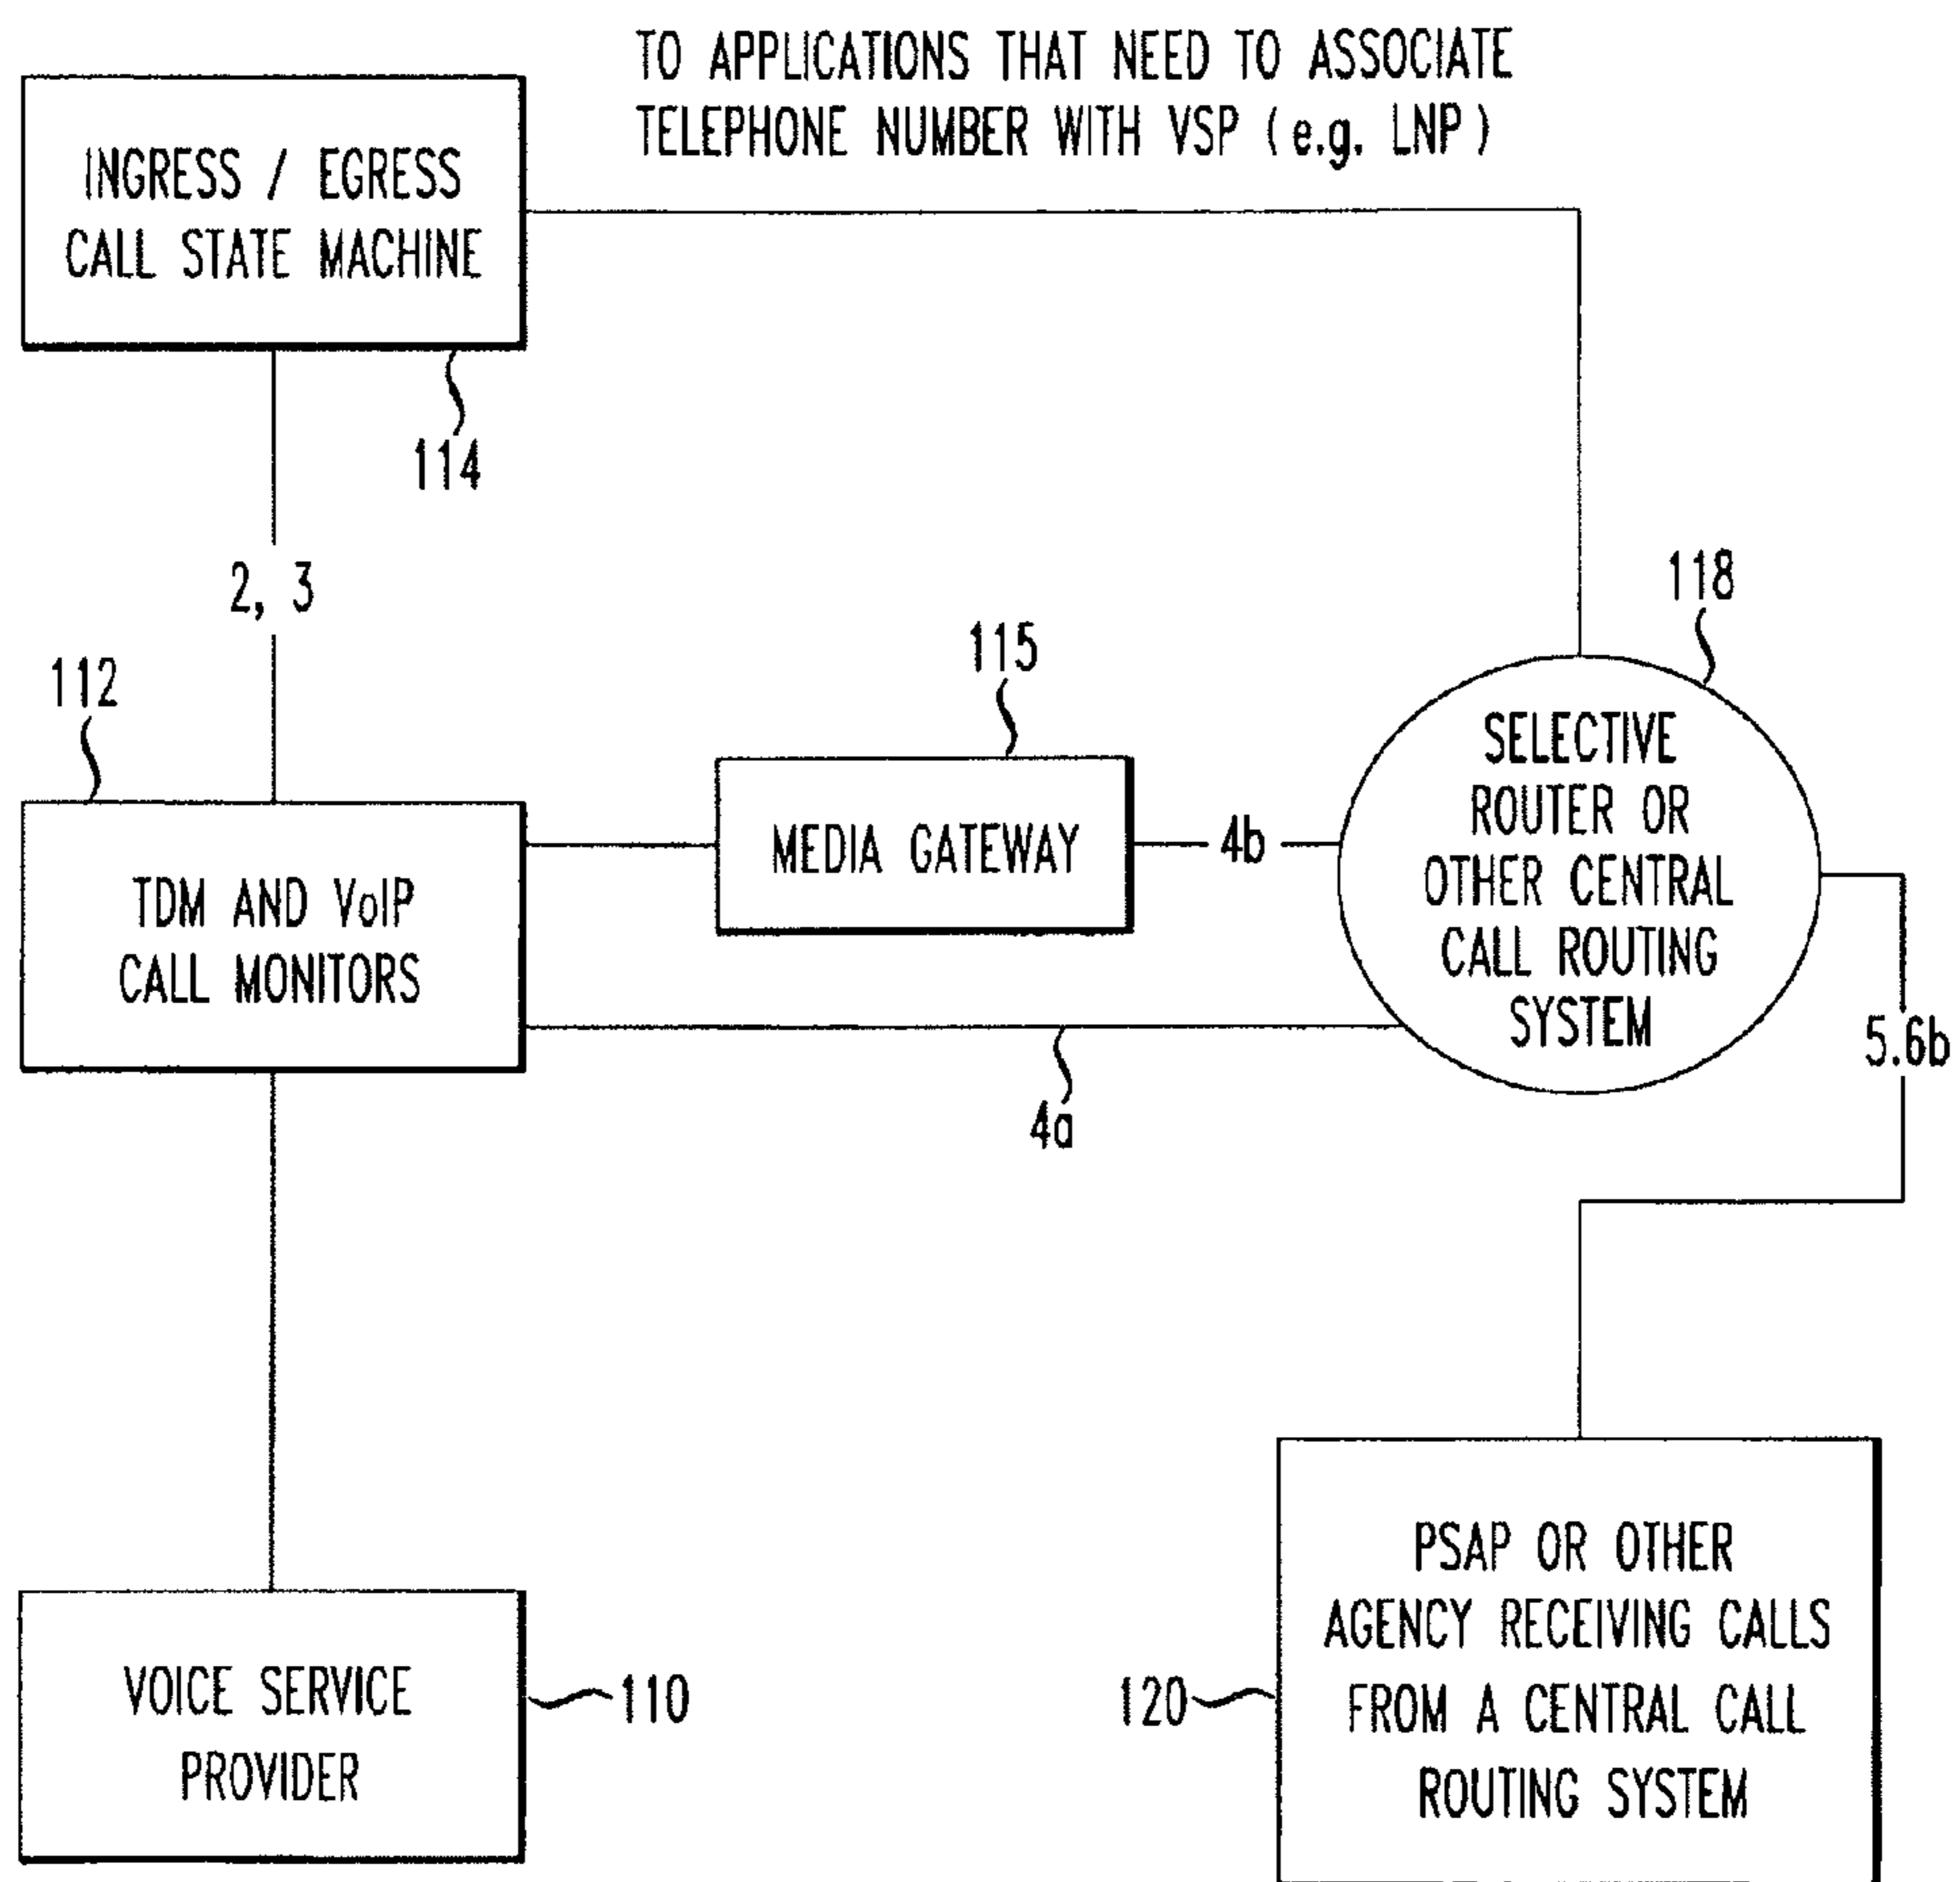 TO APPLICATIONS THAT NEED TO ASSOCIATE
TELEPHONE NUMBER WITH VSP (e.g. LNP)
INGRESS / EGRESS
CALL STATE MACHINE
114
2, 3
112
115
118
MEDIA GATEWAY
4b
SELECTIVE
ROUTER OR
OTHER CENTRAL
CALL ROUTING
SYSTEM
TDM AND VoIP
CALL MONITORS
4a
5.6b
VOICE SERVICE
PROVIDER
110
120
PSAP OR OTHER
AGENCY RECEIVING CALLS
FROM A CENTRAL CALL
ROUTING SYSTEM